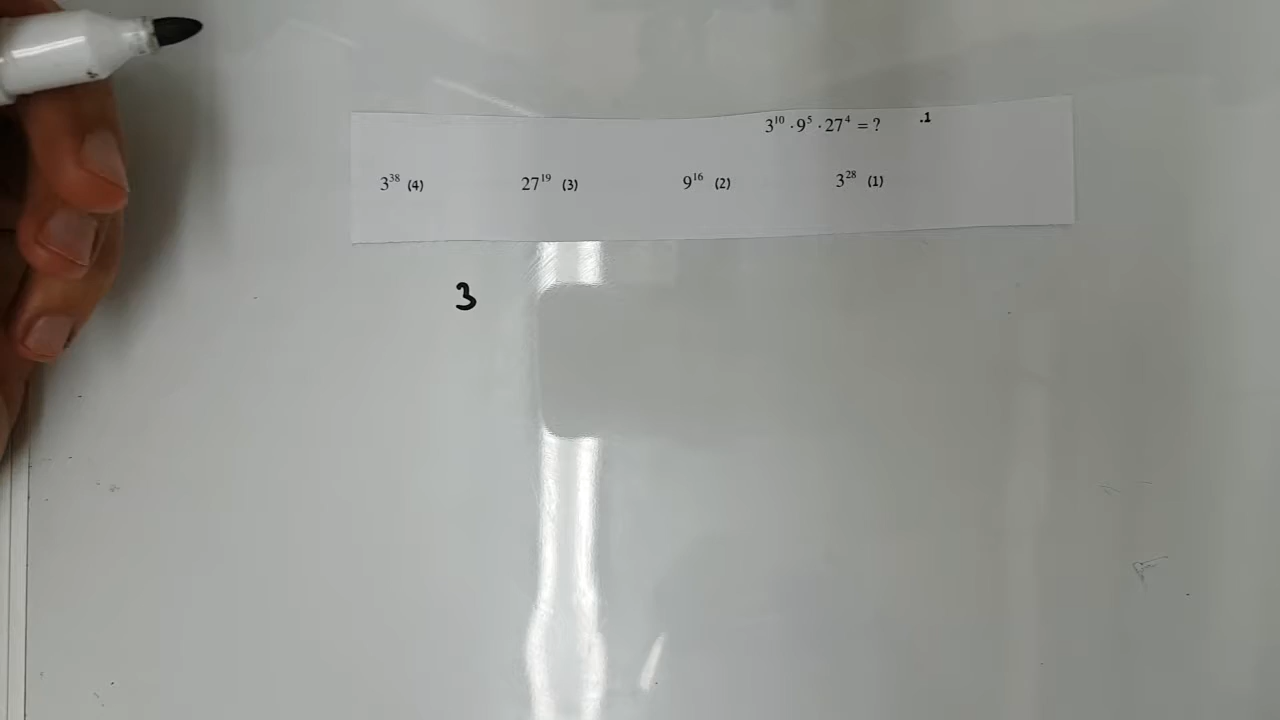 .1 3¹⁰ · 9⁵ · 27⁴ = ?
(1) 3²⁸ (2) 9¹⁶ (3) 27¹⁹ (4) 3³⁸
3